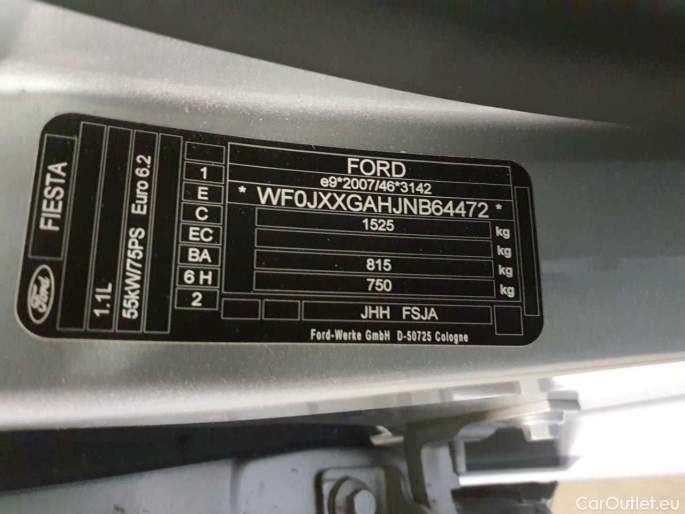 FIESTA
Ford
1.1L
55kW/75PS Euro 6.2
1
E
C
EC
BA
6 H
2
FORD
e9*2007/46*3142
* WF0JXXGAHJNB64472 *
1525 kg
kg
815 kg
750 kg
JHH FSJA
Ford-Werke GmbH D-50725 Cologne
CarOutlet.eu